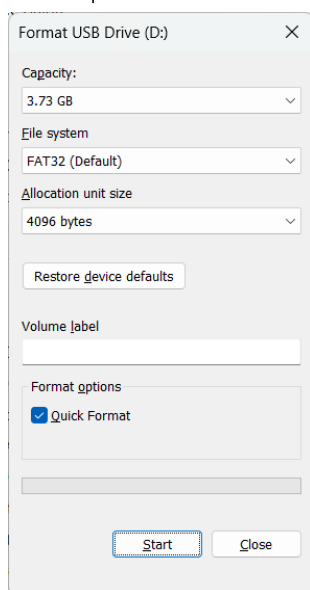 Format USB Drive (D:)
Capacity:
3.73 GB
File system
FAT32 (Default)
Allocation unit size
4096 bytes
Restore device defaults
Volume label
Format options
Quick Format
Start
Close